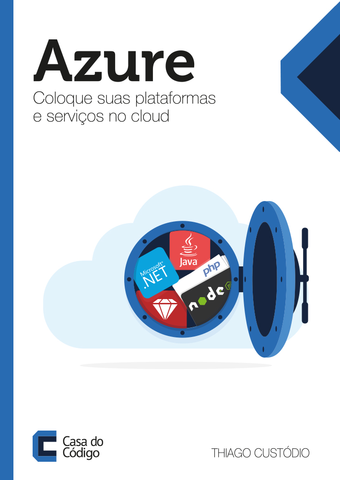 Azure
Coloque suas plataformas
e serviços no cloud
Java
Microsoft
.NET
php
node
Casa do
Código
THIAGO CUSTÓDIO